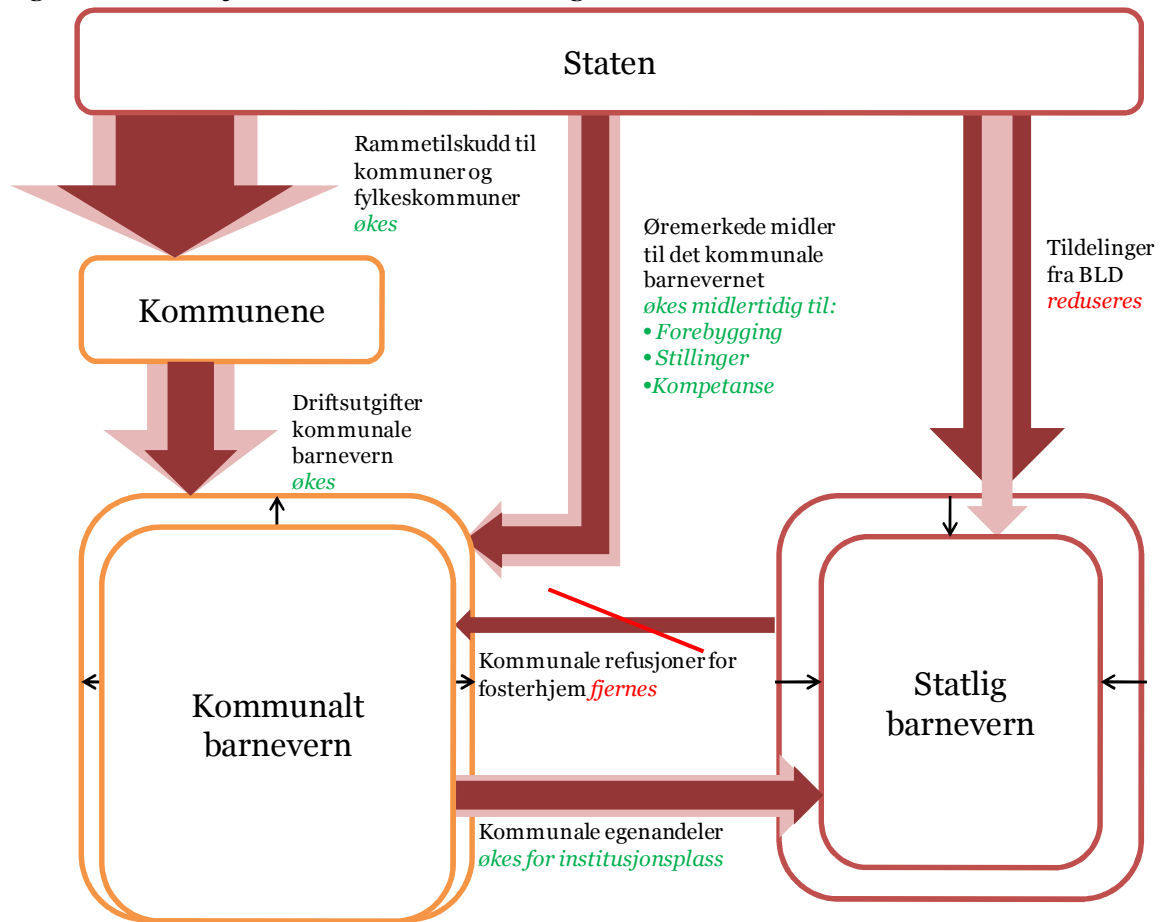 Staten
Rammetilskudd til
kommuner og
fylkeskommuner
økes
Øremerkede midler
til det kommunale
barnevernet
økes midlertidig til:
• Forebygging
• Stillinger
•Kompetanse
Tildelinger
fra BLD
reduseres
Kommunene
Driftsutgifter
kommunale
barnevern
økes
Kommunale refusjoner for
fosterhjem fjernes
Kommunalt
barnevern
Statlig
barnevern
Kommunale egenandeler
økes for institusjonsplass